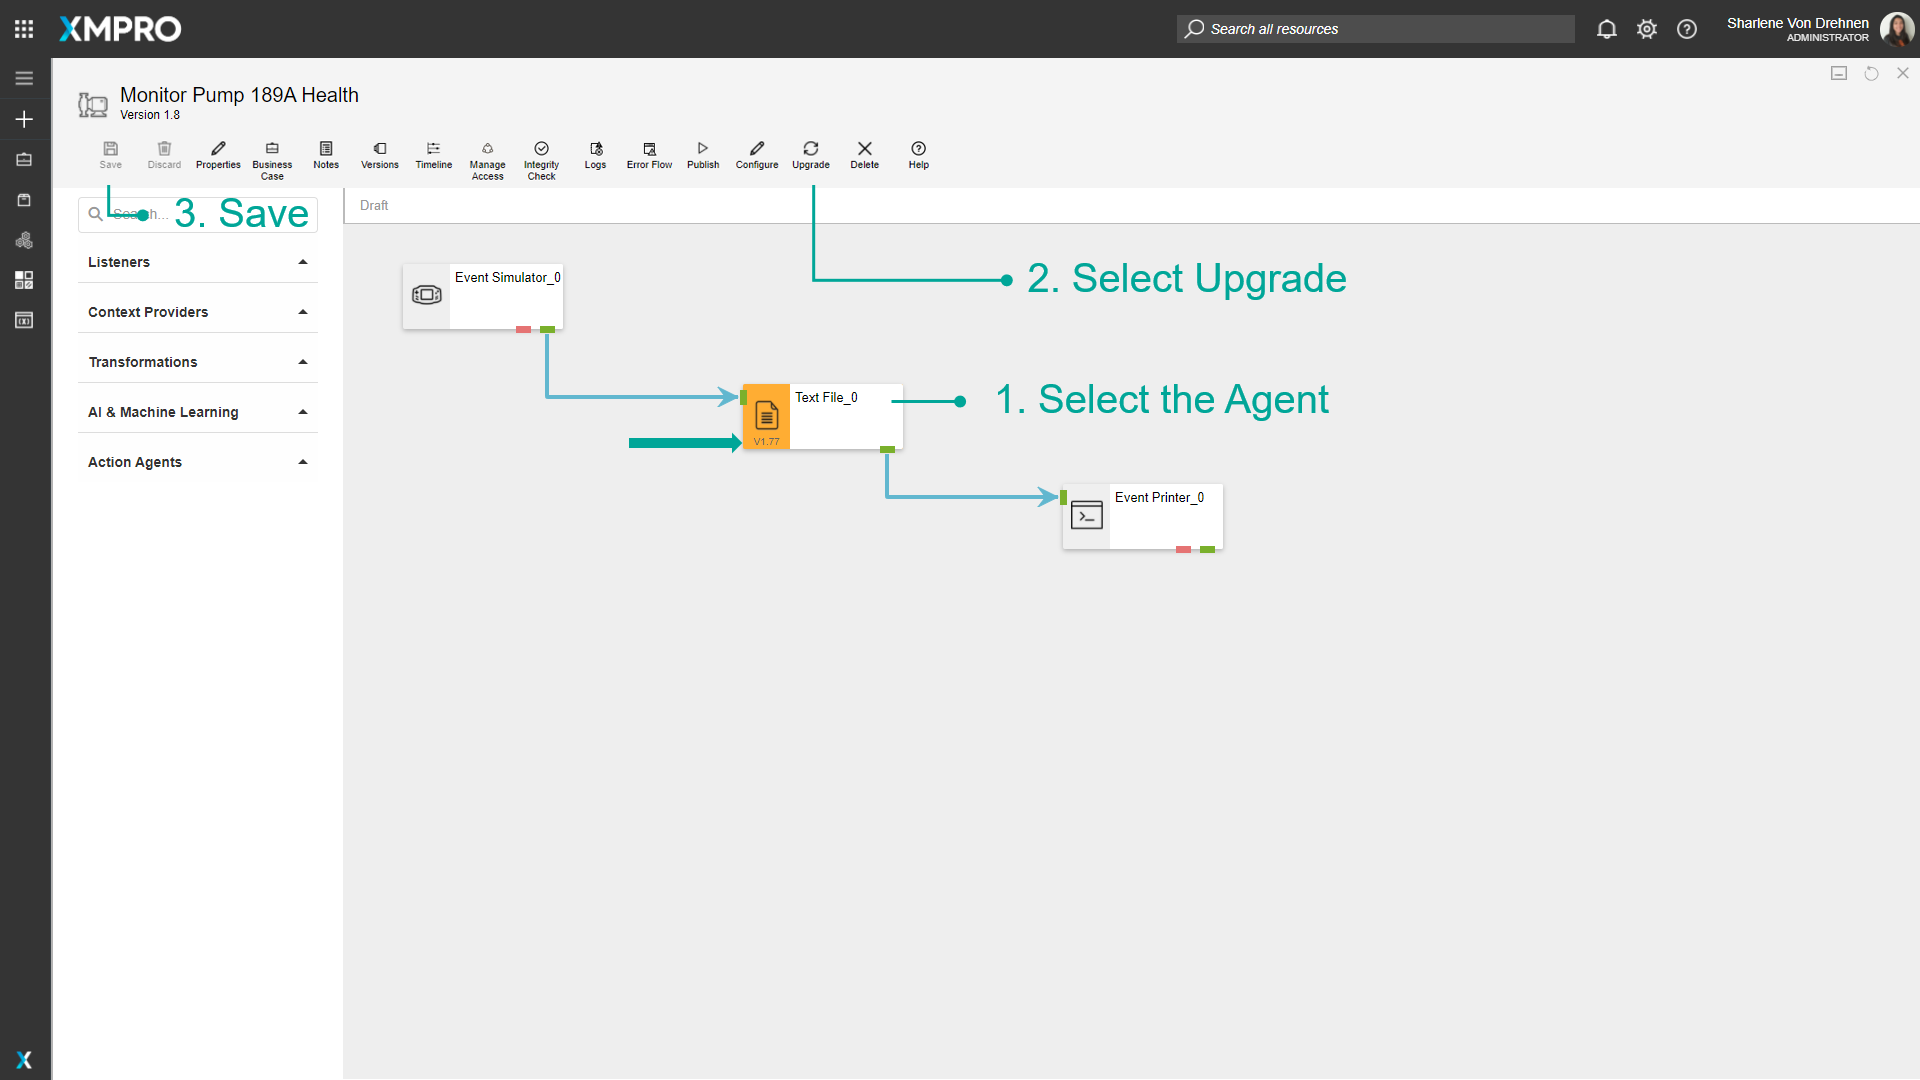 XMPRO
Search all resources
Sharlene Von Drehnen
ADMINISTRATOR
Monitor Pump 189A Health
Version 1.8
Save
Discard
Properties
Business Case
Notes
Versions
Timeline
Manage Access
Integrity Check
Logs
Error Flow
Publish
Configure
Upgrade
Delete
Help
Search...
3. Save
Draft
Listeners
Context Providers
Transformations
AI & Machine Learning
Action Agents
Event Simulator_0
2. Select Upgrade
Text File_0
V1.77
1. Select the Agent
Event Printer_0